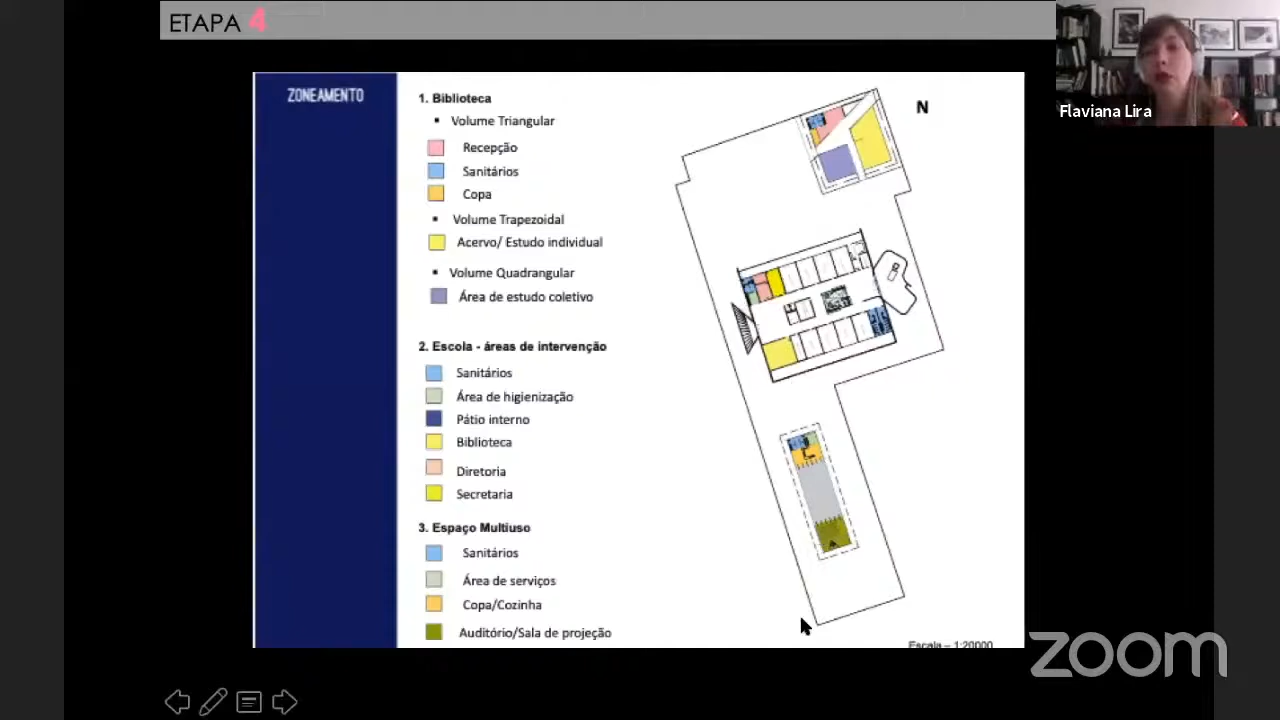 ETAPA 4
Flaviana Lira
ZONEAMENTO
N
1. Biblioteca
▪ Volume Triangular
Recepção
Sanitários
Copa
▪ Volume Trapezoidal
Acervo/ Estudo individual
▪ Volume Quadrangular
Área de estudo coletivo
2. Escola - áreas de intervenção
Sanitários
Área de higienização
Pátio interno
Biblioteca
Diretoria
Secretaria
3. Espaço Multiuso
Sanitários
Área de serviços
Copa/Cozinha
Auditório/Sala de projeção
Escala – 1:20000
zoom